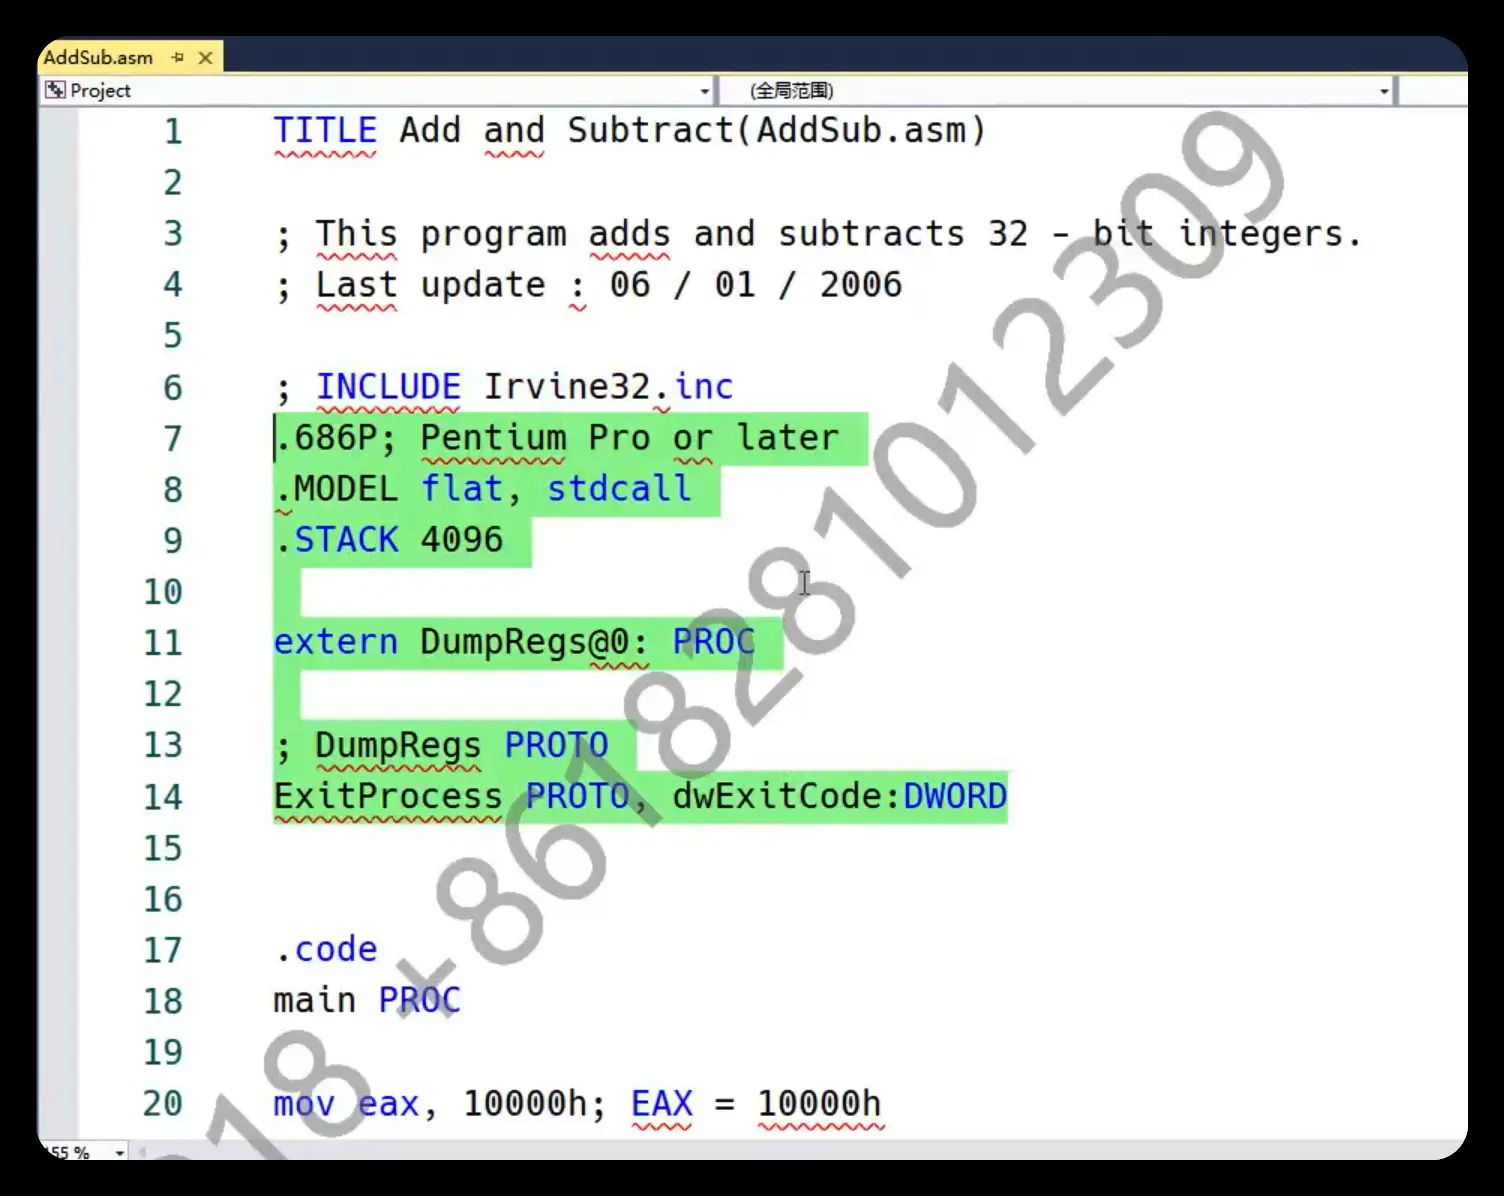 AddSub.asm
Project
(全局范围)
1 TITLE Add and Subtract(AddSub.asm)
2
3 ; This program adds and subtracts 32 - bit integers.
4 ; Last update : 06 / 01 / 2006
5
6 ; INCLUDE Irvine32.inc
7 .686P; Pentium Pro or later
8 .MODEL flat, stdcall
9 .STACK 4096
10
11 extern DumpRegs@0: PROC
12
13 ; DumpRegs PROTO
14 ExitProcess PROTO, dwExitCode:DWORD
15
16
17 .code
18 main PROC
19
20 mov eax, 10000h; EAX = 10000h
55 %
18 +8618281012309